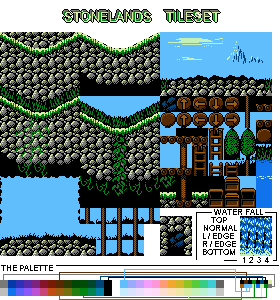 STONELANDS TILESET
WATER FALL
TOP
NORMAL
L / EDGE
R / EDGE
BOTTOM
1 2 3 4
THE PALETTE